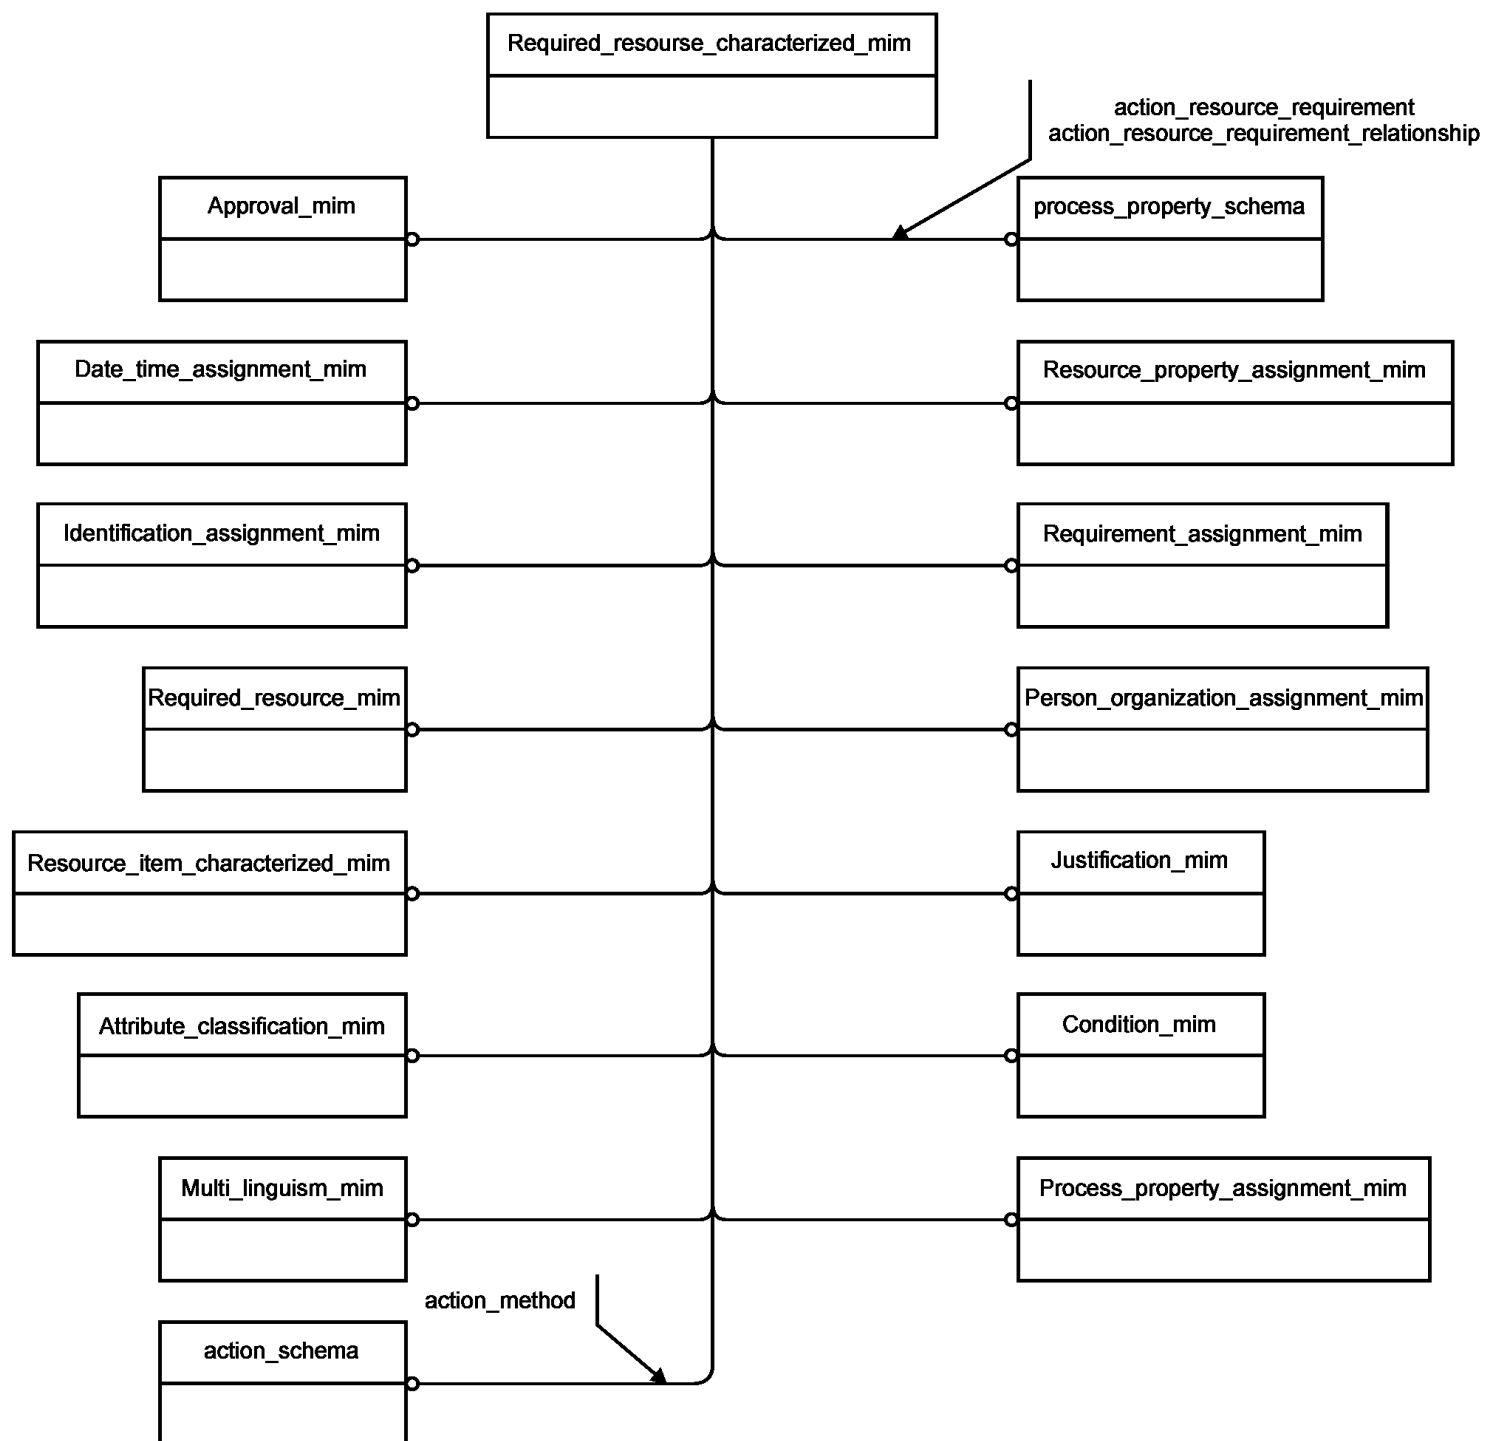 Required_resourse_characterized_mim
action_resource_requirement
action_resource_requirement_relationship
Approval_mim
process_property_schema
Date_time_assignment_mim
Resource_property_assignment_mim
Identification_assignment_mim
Requirement_assignment_mim
Required_resource_mim
Person_organization_assignment_mim
Resource_item_characterized_mim
Justification_mim
Attribute_classification_mim
Condition_mim
Multi_linguism_mim
Process_property_assignment_mim
action_method
action_schema